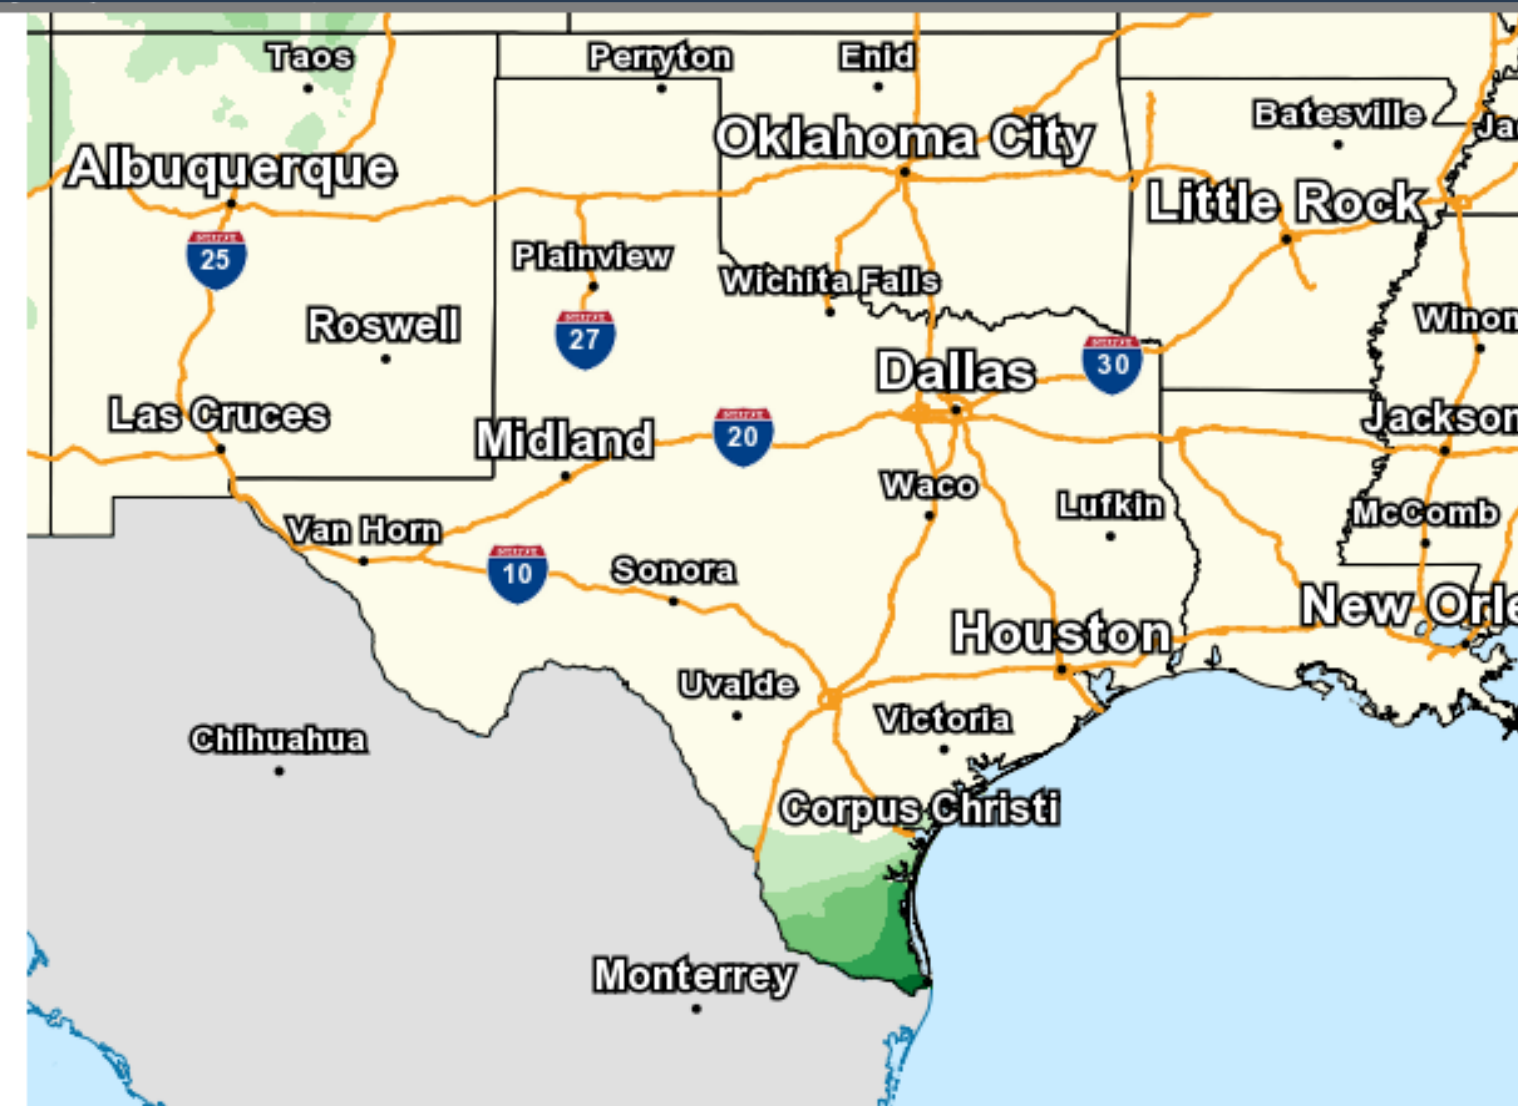 Taos
Perryton
Enid
Batesville
Oklahoma City
Albuquerque
Little Rock
25
Plainview
Wichita Falls
Roswell
27
Winon
30
Dallas
Las Cruces
Jackson
Midland
20
Waco
Lufkin
McComb
Van Horn
10
Sonora
New Orle
Houston
Uvalde
Victoria
Chihuahua
Corpus Christi
Monterrey